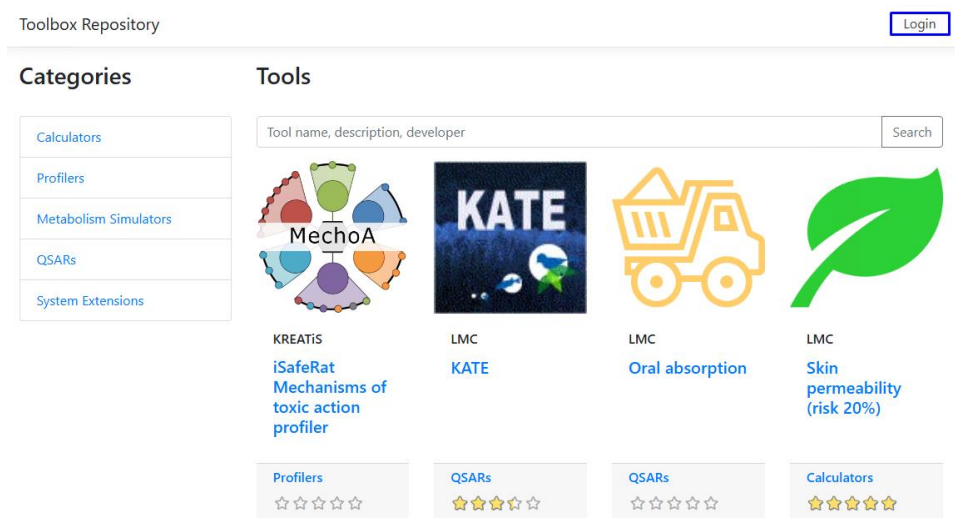 Toolbox Repository
Login
Categories
Calculators
Profilers
Metabolism Simulators
QSARs
System Extensions
Tools
Tool name, description, developer
Search
MechoA
KREATiS
iSafeRat
Mechanisms of
toxic action
profiler
Profilers
KATE
LMC
KATE
QSARs
LMC
Oral absorption
QSARs
LMC
Skin
permeability
(risk 20%)
Calculators